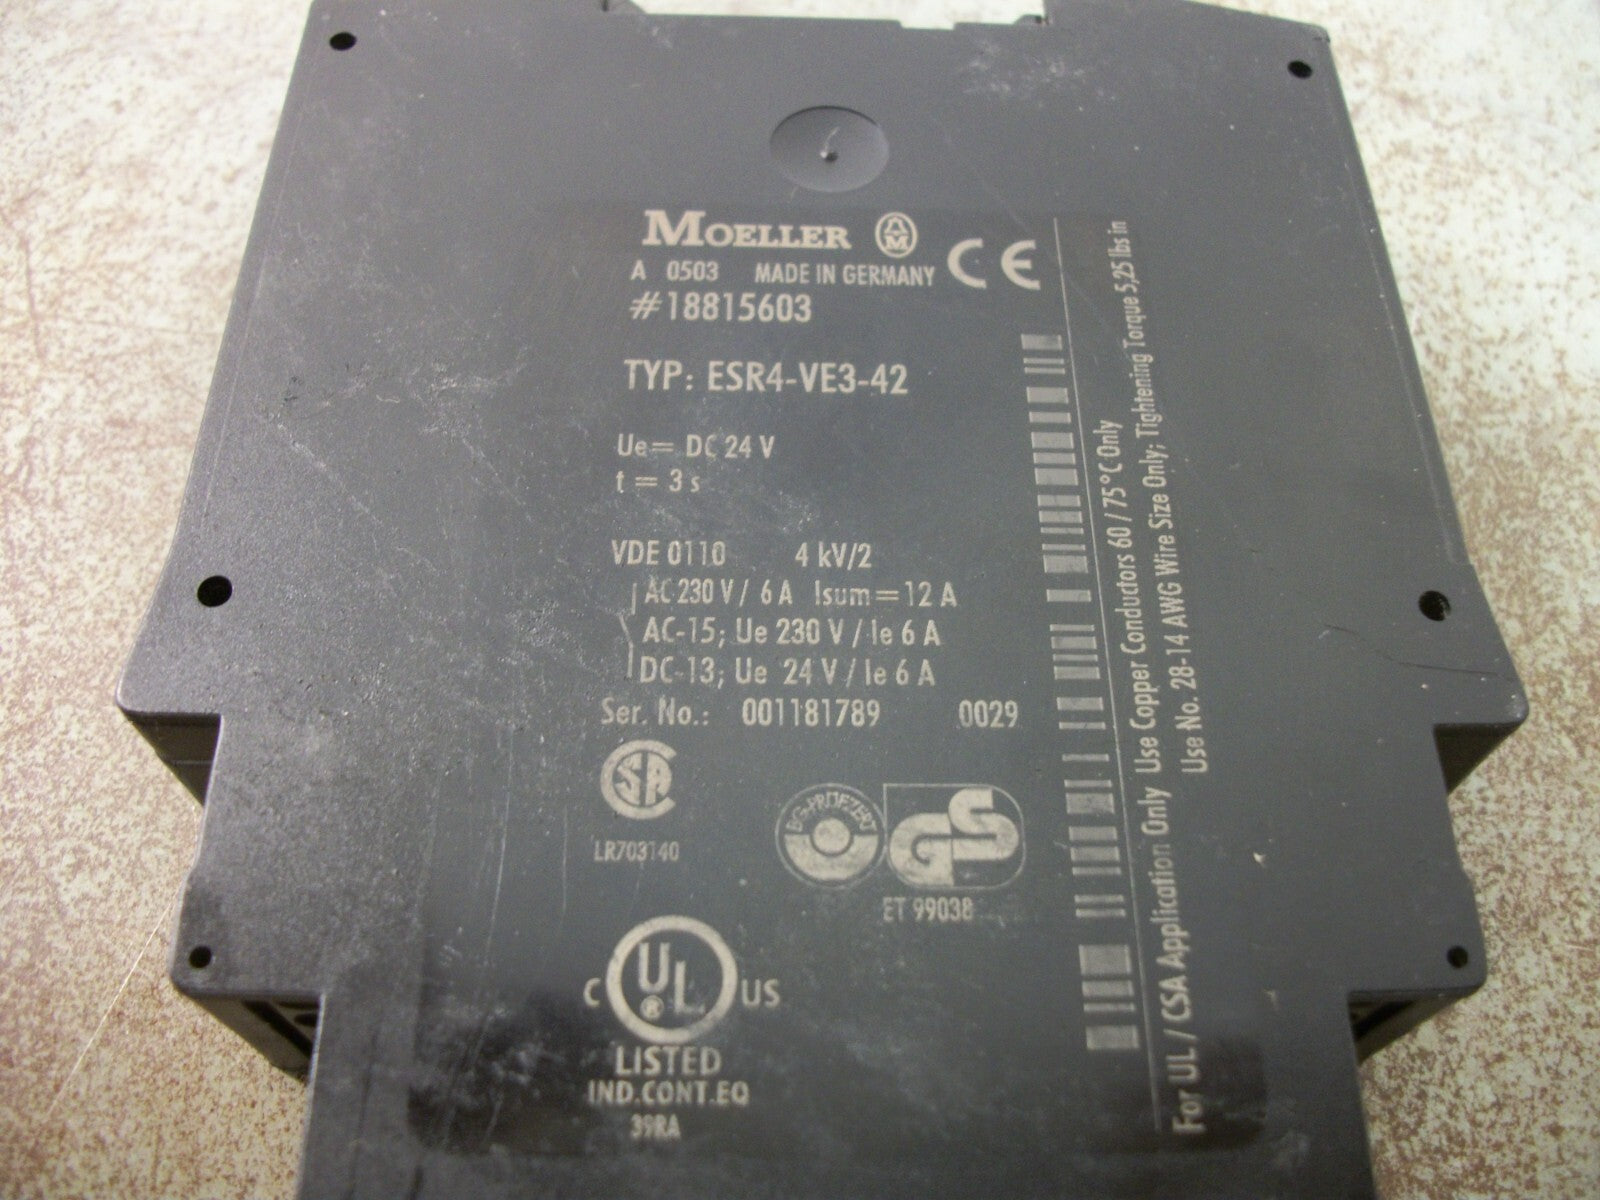 MOELLER
A 0503 MADE IN GERMANY CE
#18815603
TYP: ESR4-VE3-42
Ue= DC 24 V
t = 3 s
VDE 0110 4 kV/2
AC 230 V / 6 A Isum=12 A
AC-15; Ue 230 V / Ie 6 A
DC-13; Ue 24 V / Ie 6 A
Ser. No.: 001181789 0029
SA
LR703140
BG-PRÜFZERT
GS
ET 99038
C UL® US
LISTED
IND.CONT.EQ
39RA
For UL / CSA Application Only Use Copper Conductors 60 / 75°C Only
Use No. 28-14 AWG Wire Size Only; Tightening Torque 5,25 lbs in